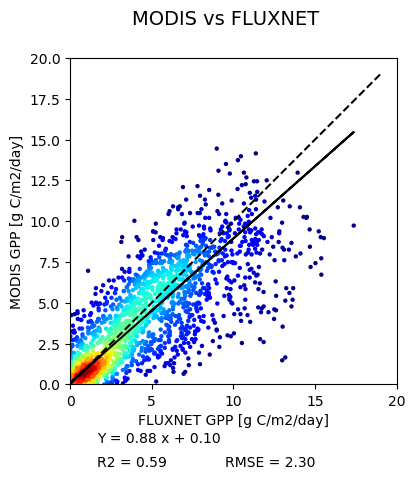 MODIS vs FLUXNET
20.0
17.5
15.0
12.5
10.0
7.5
5.0
2.5
0.0
MODIS GPP [g C/m2/day]
0 5 10 15 20
FLUXNET GPP [g C/m2/day]
Y = 0.88 x + 0.10
R2 = 0.59 RMSE = 2.30